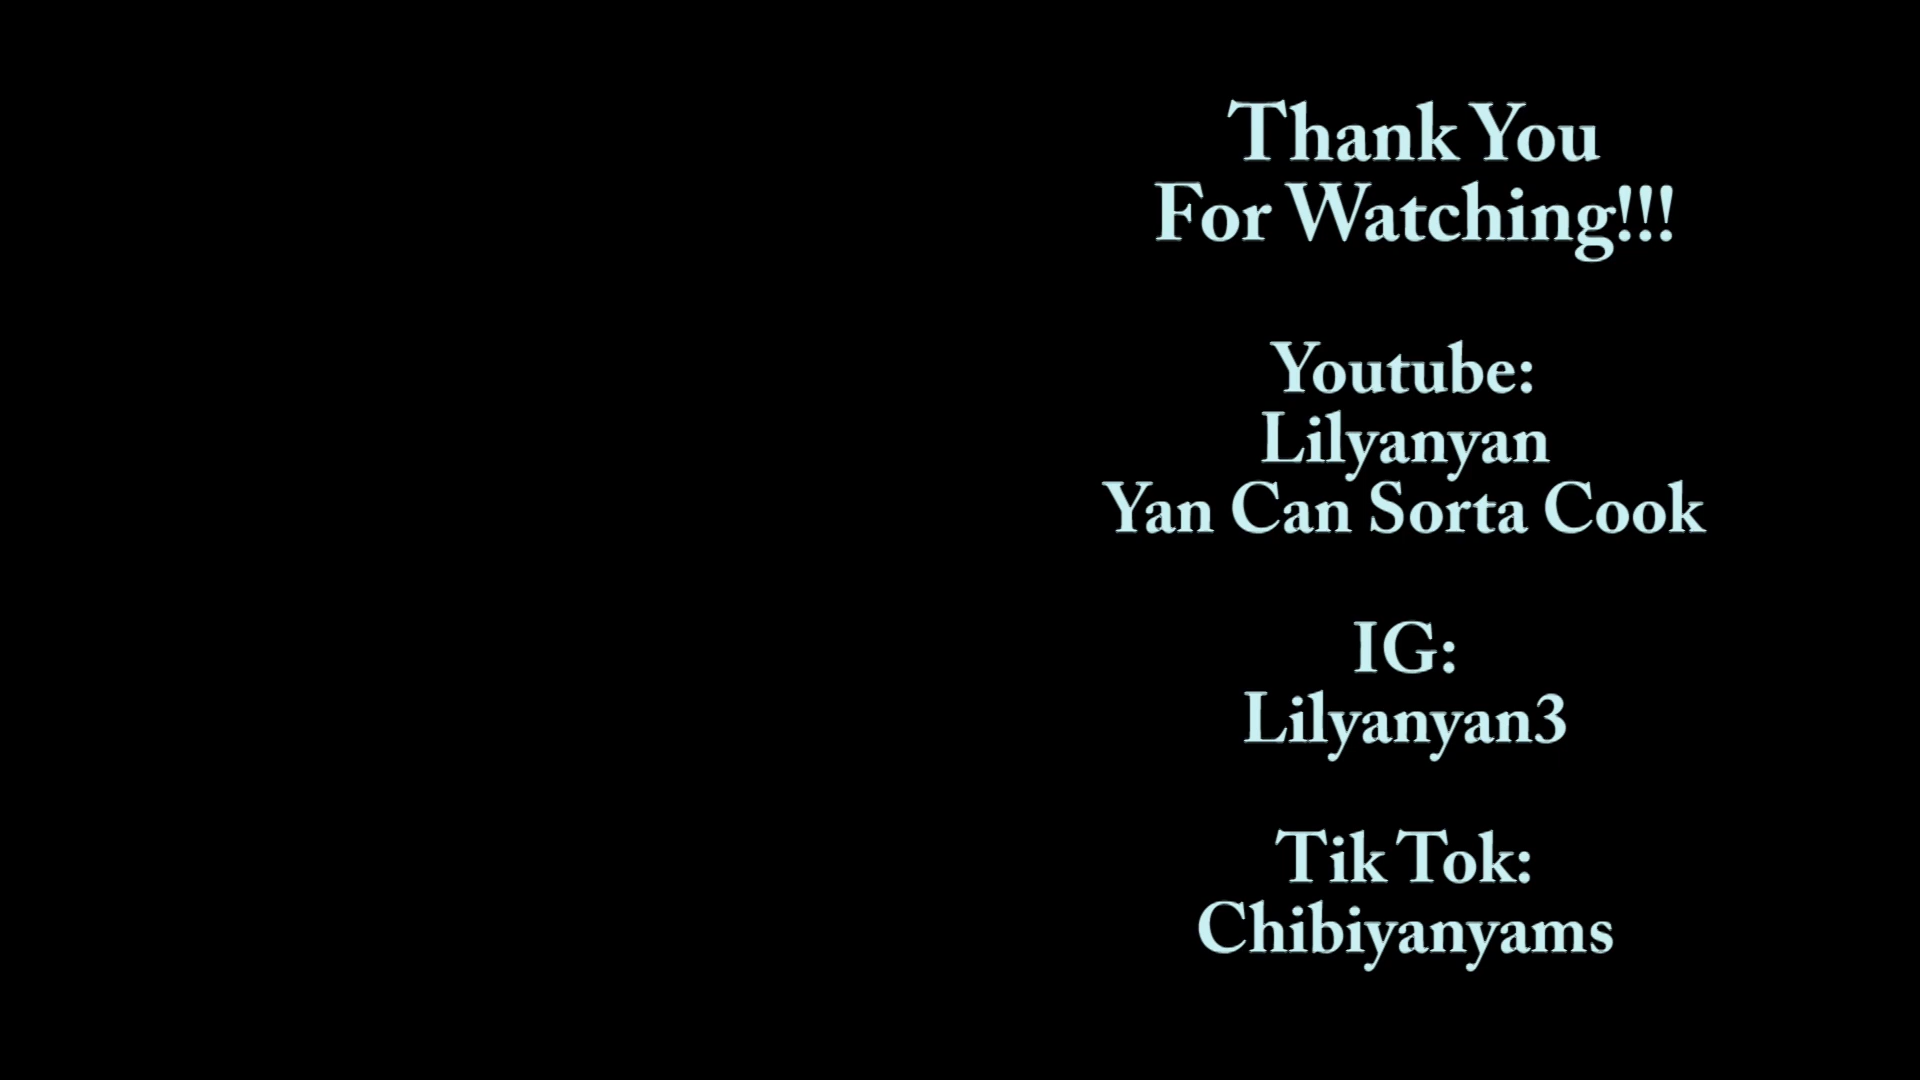 Thank You
For Watching!!!
Youtube:
Lilyanyan
Yan Can Sorta Cook
IG:
Lilyanyan3
Tik Tok:
Chibiyanyams